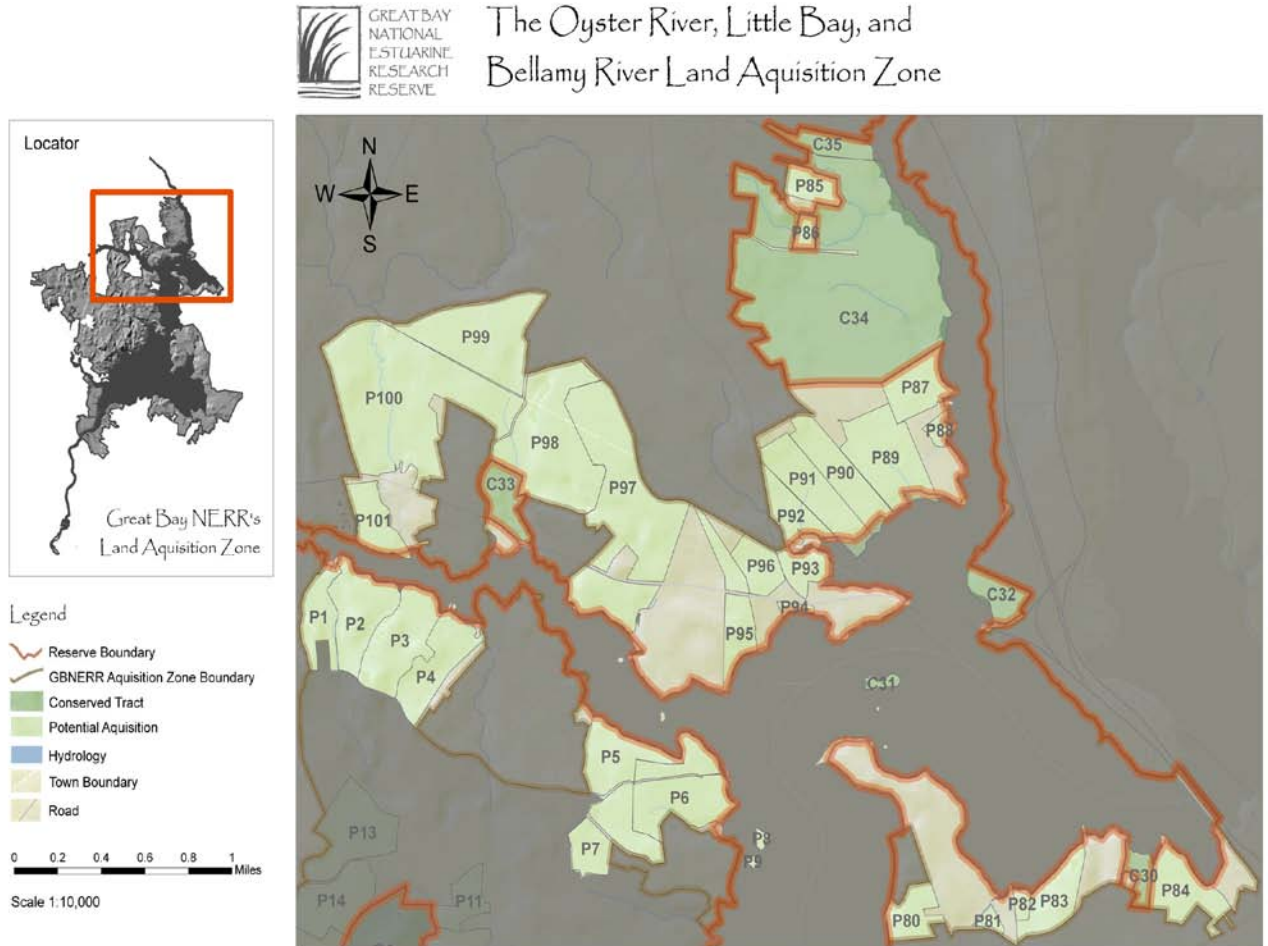 GREAT BAY
NATIONAL
ESTUARINE
RESEARCH
RESERVE
The Oyster River, Little Bay, and
Bellamy River Land Aquisition Zone
Locator
Great Bay NERR's
Land Aquisition Zone
Legend
Reserve Boundary
GBNERR Aquisition Zone Boundary
Conserved Tract
Potential Aquisition
Hydrology
Town Boundary
Road
0 0.2 0.4 0.6 0.8 1
Miles
Scale 1:10,000
N
W E
S
C35
P85
P86
C34
P99
P87
P100
P88
P98
P89
P91
P90
C33
P97
P92
P101
P96
P93
C32
P94
P1
P2
P3
P95
P4
C31
P5
P6
P13
P8
P7
P9
C30
P84
P14
P11
P82
P83
P80
P81